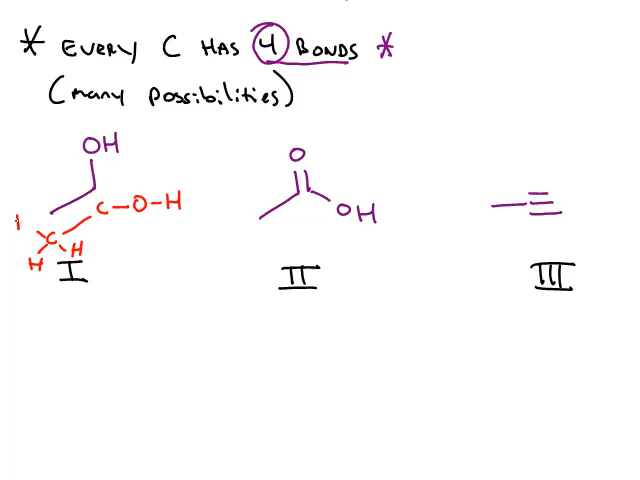 * EVERY C HAS 4 BONDS *
(many possibilities)
OH
O
C-O-H
OH
C
H
H
I
II
III